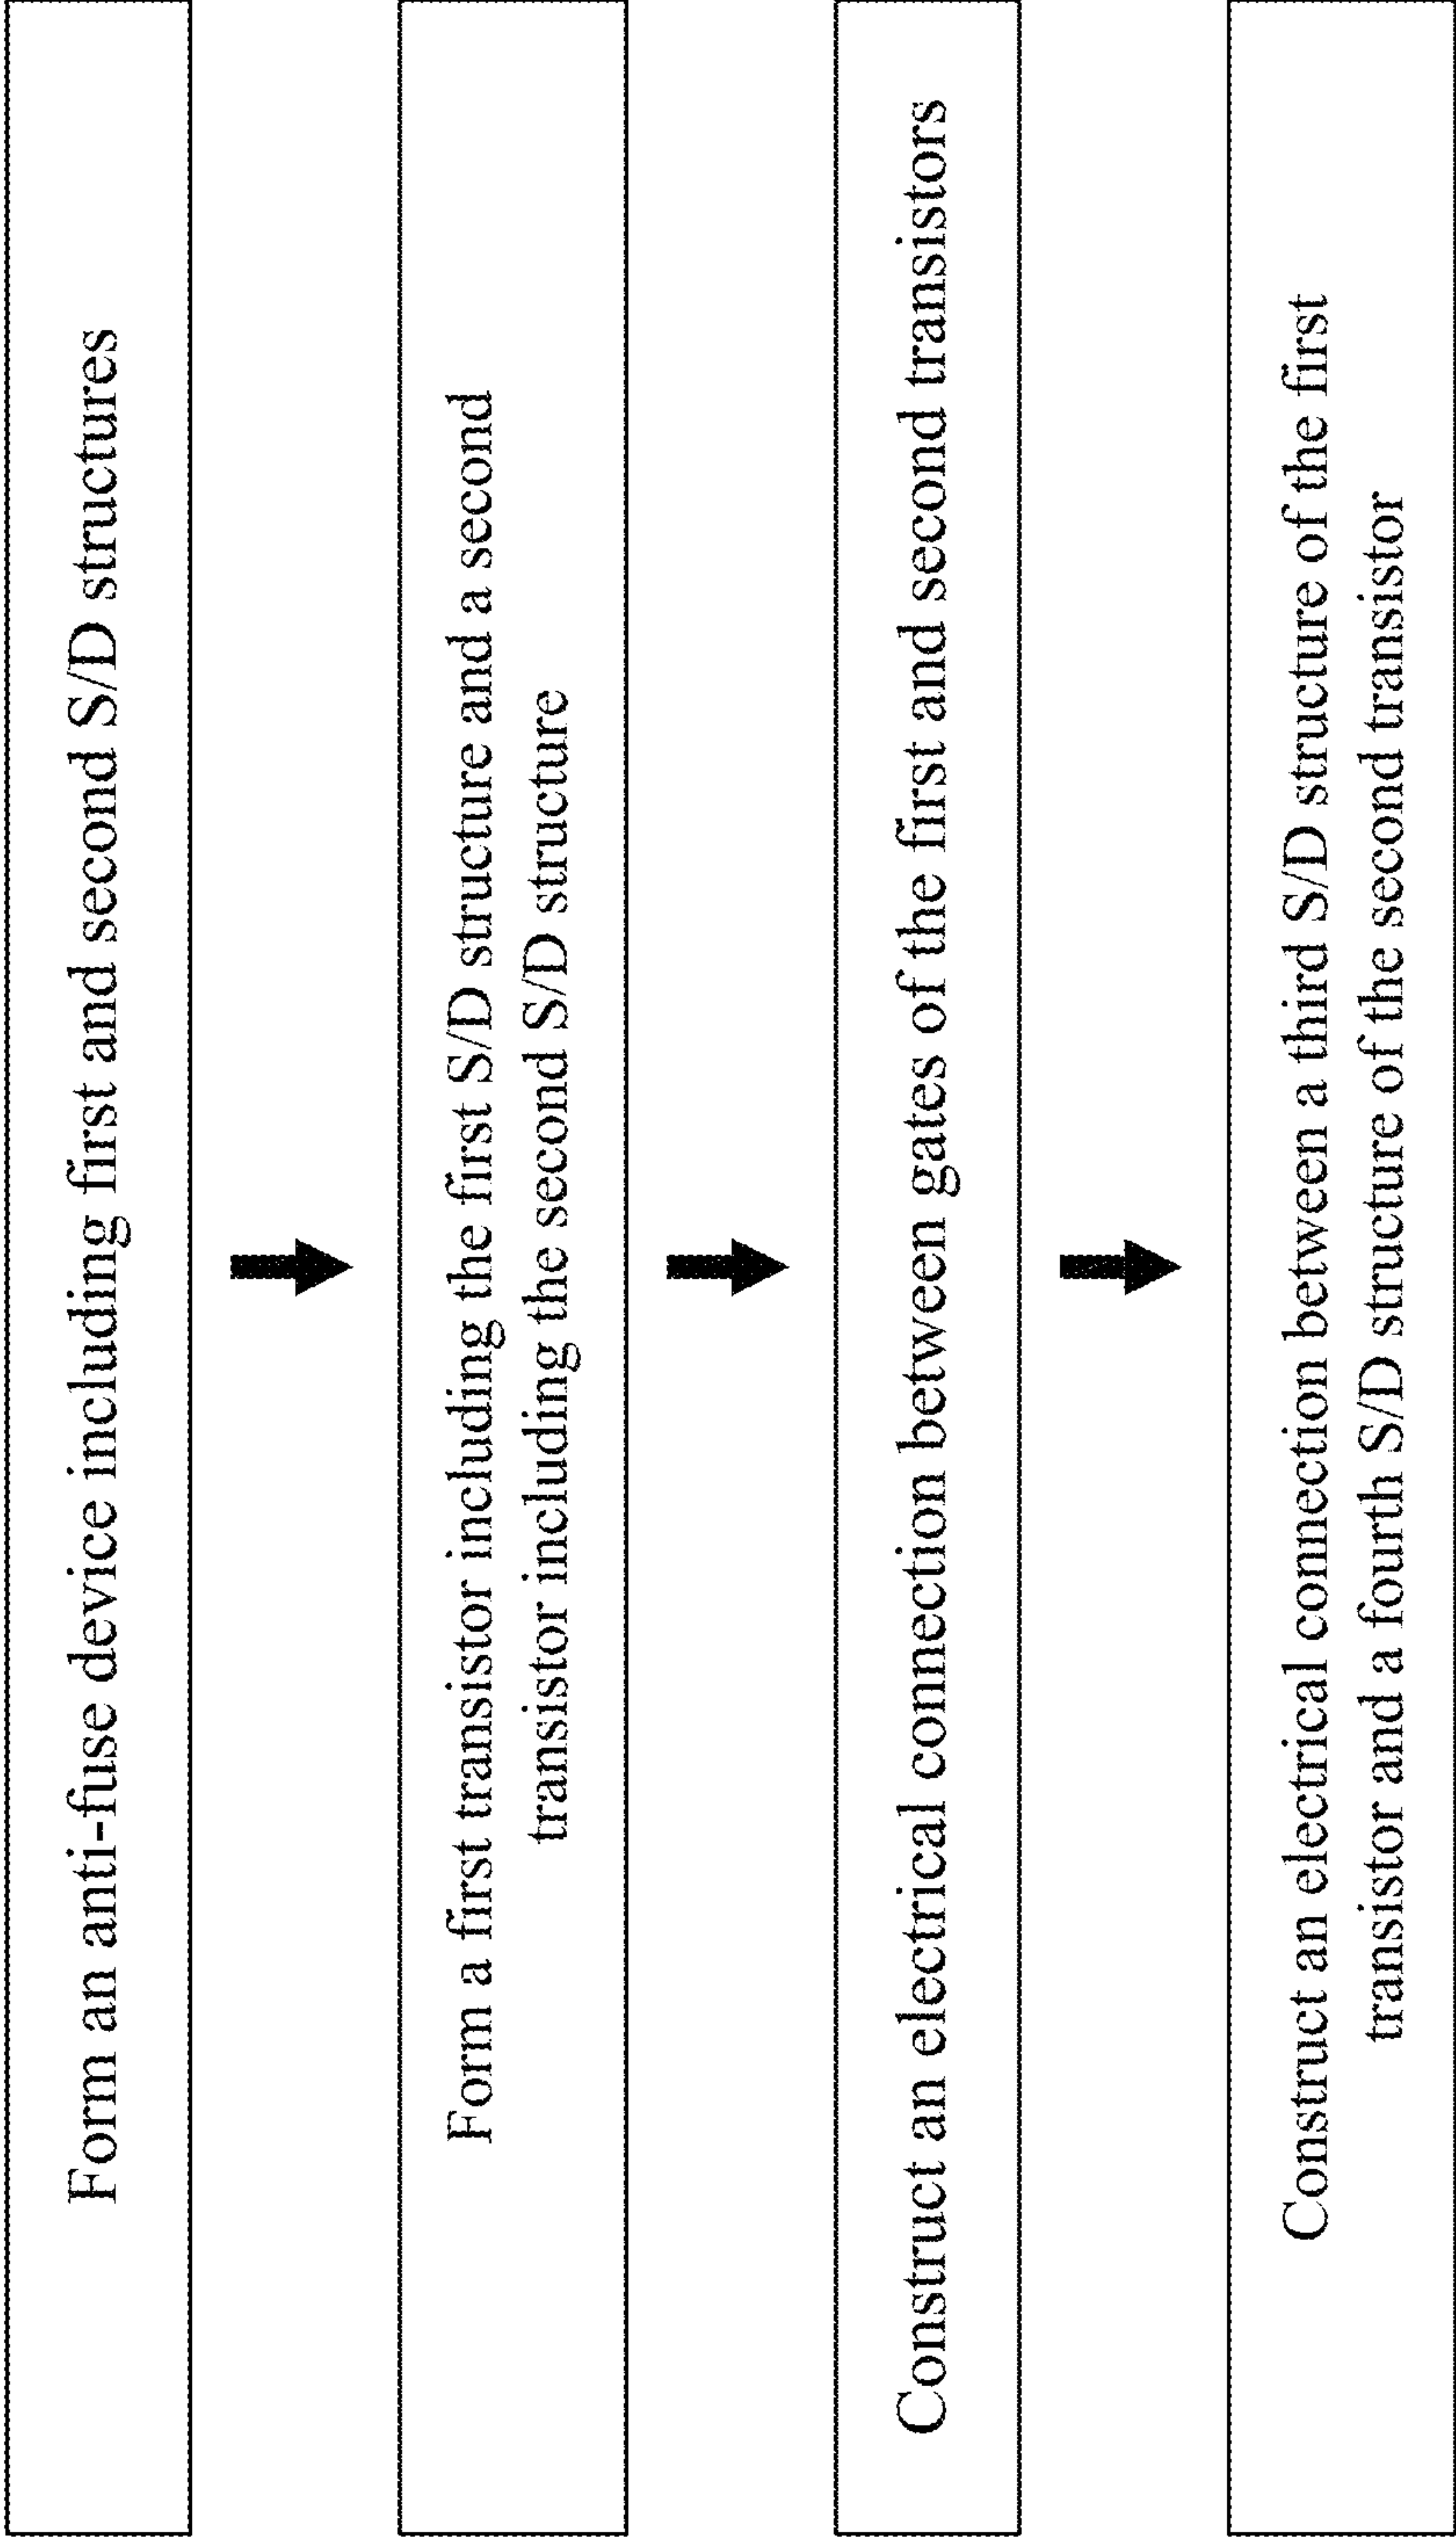 Form an anti-fuse device including first and second S/D structures
Form a first transistor including the first S/D structure and a second
transistor including the second S/D structure
Construct an electrical connection between gates of the first and second transistors
Construct an electrical connection between a third S/D structure of the first
transistor and a fourth S/D structure of the second transistor